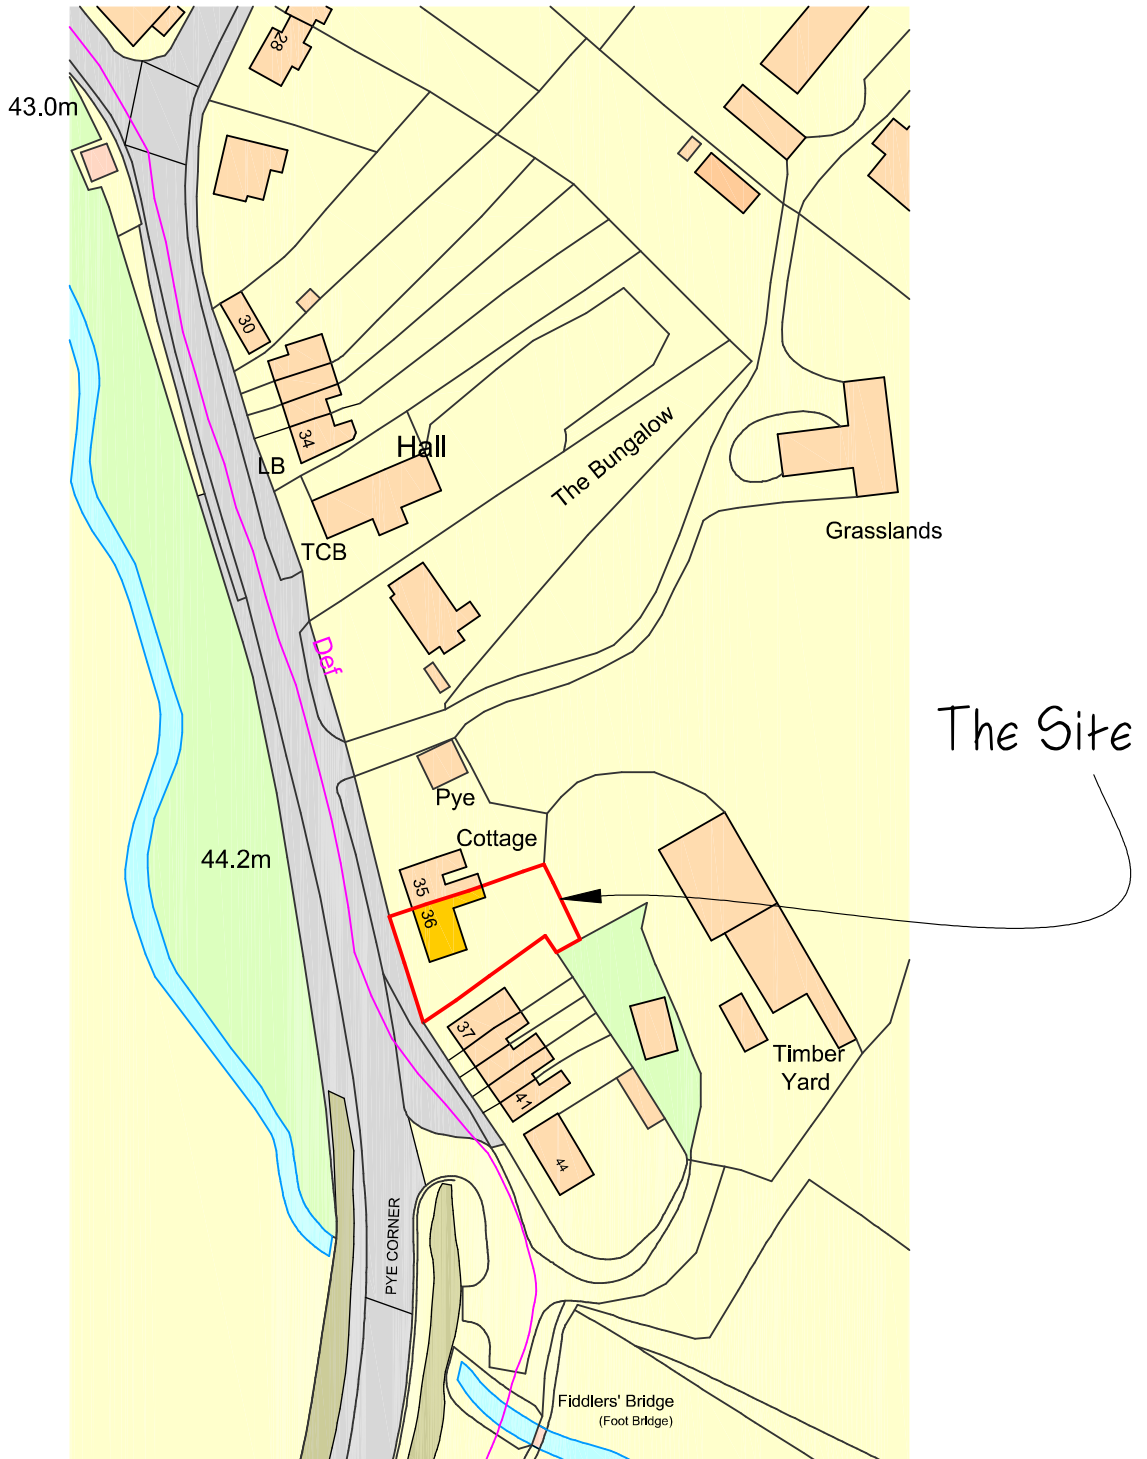 28
43.0m
30
34
Hall
LB
The Bungalow
TCB
Grasslands
Def
The Site
Pye
Cottage
44.2m
35
36
37
41
44
Timber
Yard
PYE CORNER
Fiddlers' Bridge
(Foot Bridge)